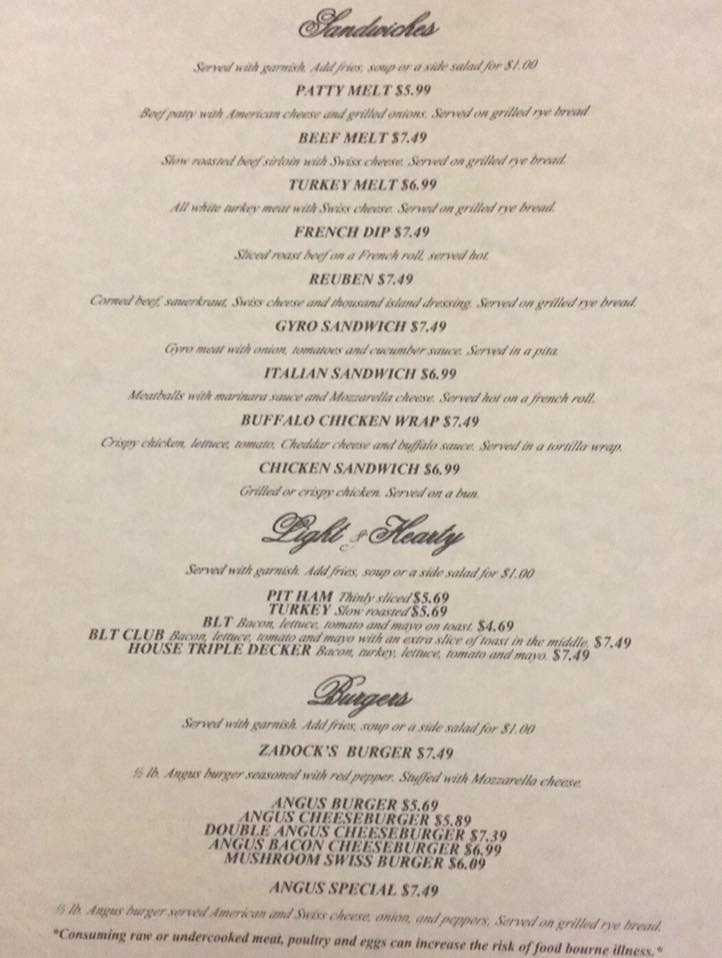 Sandwiches
Served with garnish. Add fries, soup or a side salad for $1.00
PATTY MELT $5.99
Beef patty with American cheese and grilled onions. Served on grilled rye bread.
BEEF MELT $7.49
Slow roasted beef sirloin with Swiss cheese. Served on grilled rye bread.
TURKEY MELT $6.99
All white turkey meat with Swiss cheese. Served on grilled rye bread.
FRENCH DIP $7.49
Sliced roast beef on a French roll, served hot.
REUBEN $7.49
Corned beef, sauerkraut, Swiss cheese and thousand island dressing. Served on grilled rye bread.
GYRO SANDWICH $7.49
Gyro meat with onion, tomatoes and cucumber sauce. Served in a pita.
ITALIAN SANDWICH $6.99
Meatballs with marinara sauce and Mozzarella cheese. Served hot on a french roll.
BUFFALO CHICKEN WRAP $7.49
Crispy chicken, lettuce, tomato, Cheddar cheese and buffalo sauce. Served in a tortilla wrap.
CHICKEN SANDWICH $6.99
Grilled or crispy chicken. Served on a bun.
Light & Hearty
Served with garnish. Add fries, soup or a side salad for $1.00
PIT HAM Thinly sliced $5.69
TURKEY Slow roasted $5.69
BLT Bacon, lettuce, tomato and mayo on toast. $4.69
BLT CLUB Bacon, lettuce, tomato and mayo with an extra slice of toast in the middle. $7.49
HOUSE TRIPLE DECKER Bacon, turkey, lettuce, tomato and mayo. $7.49
Burgers
Served with garnish. Add fries, soup or a side salad for $1.00
ZADOCK'S BURGER $7.49
½ lb. Angus burger seasoned with red pepper. Stuffed with Mozzarella cheese.
ANGUS BURGER $5.69
ANGUS CHEESEBURGER $5.89
DOUBLE ANGUS CHEESEBURGER $7.39
ANGUS BACON CHEESEBURGER $6.99
MUSHROOM SWISS BURGER $6.09
ANGUS SPECIAL $7.49
lb. Angus burger served American and Swiss cheese, onion, and peppers, Served on grilled rye bread.
*Consuming raw or undercooked meat, poultry and eggs can increase the risk of food bourne illness.*